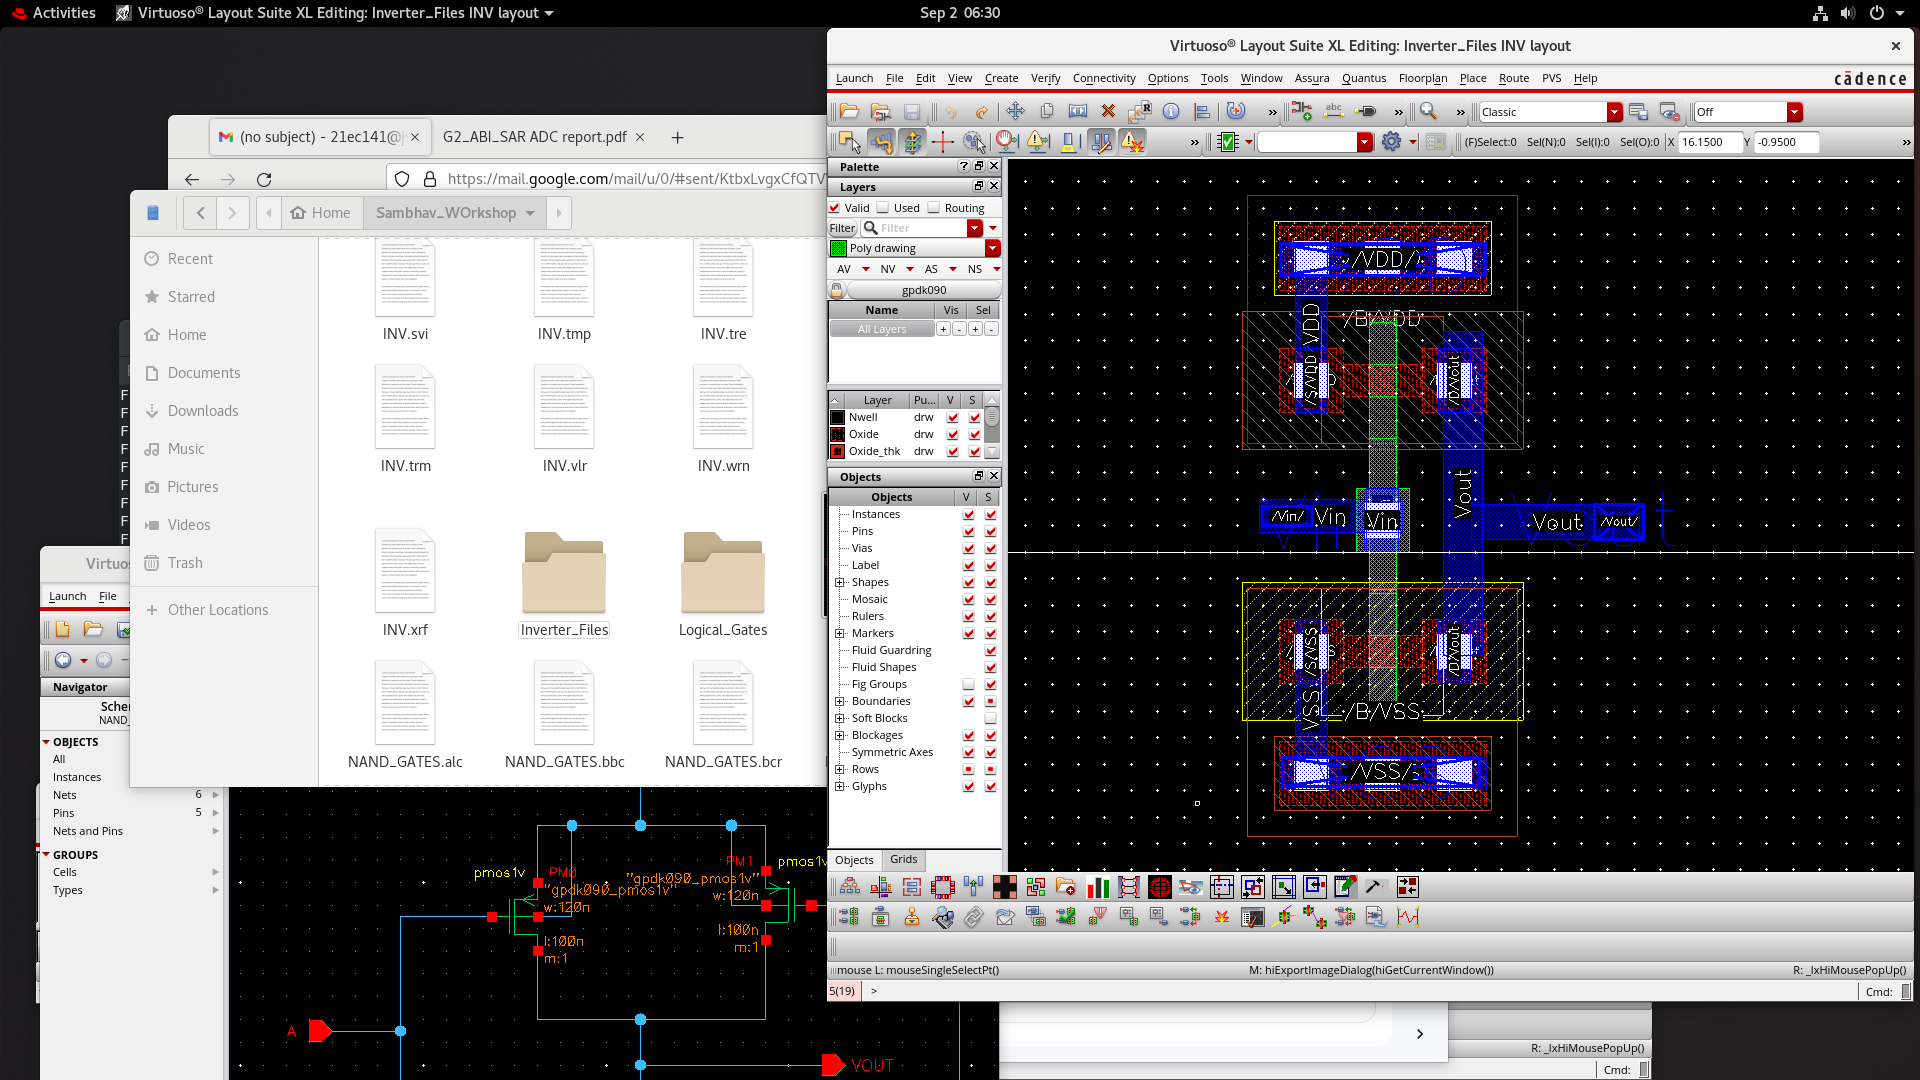 Activities
Virtuoso® Layout Suite XL Editing: Inverter_Files INV layout
Sep 2 06:30
(no subject) - 21ec141@
G2_ABI_SAR ADC report.pdf
https://mail.google.com/mail/u/0/#sent/KtbxLvgxCfQTV
Home
Sambhav_WOrkshop
Recent
Starred
Home
Documents
Downloads
Music
Pictures
Videos
Trash
Other Locations
INV.svi
INV.tmp
INV.tre
INV.trm
INV.vlr
INV.wrn
INV.xrf
Inverter_Files
Logical_Gates
NAND_GATES.alc
NAND_GATES.bbc
NAND_GATES.bcr
F
F
F
F
F
F
F
F
F
Virtuos
Launch File
Navigator
Scher
NAND_
OBJECTS
All
Instances
Nets 6
Pins 5
Nets and Pins
GROUPS
Cells
Types
pmos1v
PM0
"gpdk090_pmos1v"
w:120n
l:100n
m:1
PM1
pmos1v
"gpdk090_pmos1v"
w:120n
l:100n
m:1
A
VOUT
Virtuoso® Layout Suite XL Editing: Inverter_Files INV layout
Launch File Edit View Create Verify Connectivity Options Tools Window Assura Quantus Floorplan Place Route PVS Help
cādence
Classic
Off
(F)Select:0 Sel(N):0 Sel(I):0 Sel(O):0 X 16.1500 Y -0.9500
Palette
Layers
Valid Used Routing
Filter Filter
Poly drawing
AV NV AS NS
gpdk090
Name Vis Sel
All Layers + - + -
Layer Pu... V S
Nwell drw
Oxide drw
Oxide_thk drw
Objects
Objects V S
Instances
Pins
Vias
Label
Shapes
Mosaic
Rulers
Markers
Fluid Guardring
Fluid Shapes
Fig Groups
Boundaries
Soft Blocks
Blockages
Symmetric Axes
Rows
Glyphs
Objects Grids
/VDD/
VDD
/B/VDD
/S/VDD
/D/Vout
Vout
/Vin/ Vin Vin
Vout /Vout/
/S/VSS
/D/Vout
VSS
/B/VSS
/VSS/
mouse L: mouseSingleSelectPt() M: hiExportImageDialog(hiGetCurrentWindow()) R: _lxHiMousePopUp()
5(19) > Cmd:
R: _lxHiMousePopUp()
Cmd: